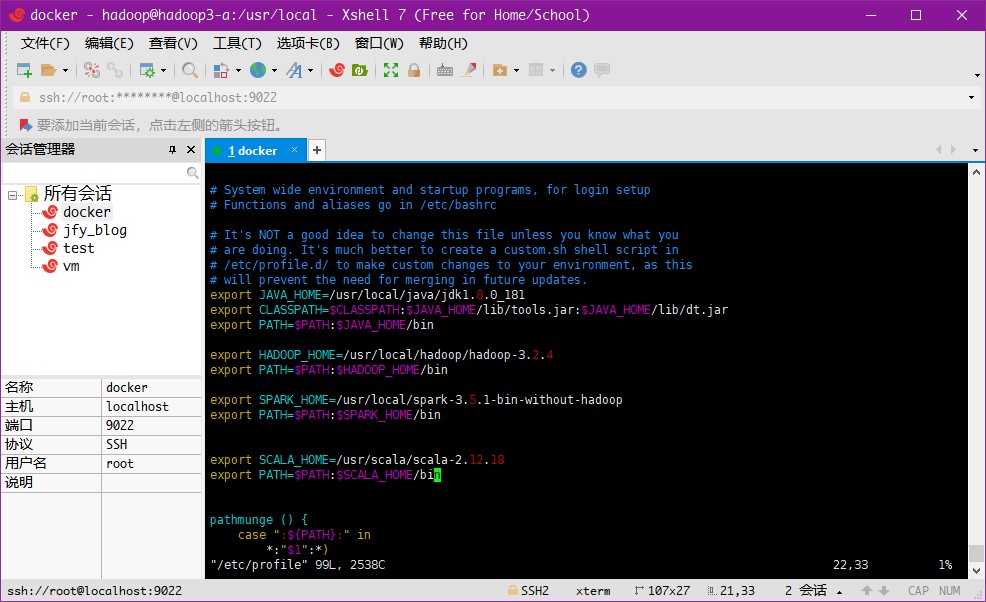 docker - hadoop@hadoop3-a:/usr/local - Xshell 7 (Free for Home/School)
文件(F) 编辑(E) 查看(V) 工具(T) 选项卡(B) 窗口(W) 帮助(H)
ssh://root:********@localhost:9022
要添加当前会话，点击左侧的箭头按钮。
会话管理器
1 docker
所有会话
docker
jfy_blog
test
vm
名称 docker
主机 localhost
端口 9022
协议 SSH
用户名 root
说明
# System wide environment and startup programs, for login setup
# Functions and aliases go in /etc/bashrc
# It's NOT a good idea to change this file unless you know what you
# are doing. It's much better to create a custom.sh shell script in
# /etc/profile.d/ to make custom changes to your environment, as this
# will prevent the need for merging in future updates.
export JAVA_HOME=/usr/local/java/jdk1.8.0_181
export CLASSPATH=$CLASSPATH:$JAVA_HOME/lib/tools.jar:$JAVA_HOME/lib/dt.jar
export PATH=$PATH:$JAVA_HOME/bin
export HADOOP_HOME=/usr/local/hadoop/hadoop-3.2.4
export PATH=$PATH:$HADOOP_HOME/bin
export SPARK_HOME=/usr/local/spark-3.5.1-bin-without-hadoop
export PATH=$PATH:$SPARK_HOME/bin
export SCALA_HOME=/usr/scala/scala-2.12.18
export PATH=$PATH:$SCALA_HOME/bin
pathmunge () {
case ":${PATH}:" in
*:"$1":*)
"/etc/profile" 99L, 2538C 22,33 1%
ssh://root@localhost:9022 SSH2 xterm 107x27 21,33 2 会话 CAP NUM